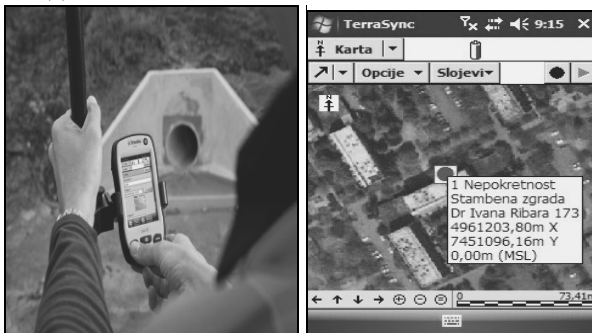 TerraSync
9:15
Karta
Opcije
Slojevi
N
1 Nepokretnost
Stambena zgrada
Dr Ivana Ribara 173
4961203,80m X
7451096,16m Y
0,00m (MSL)
0 73,41m